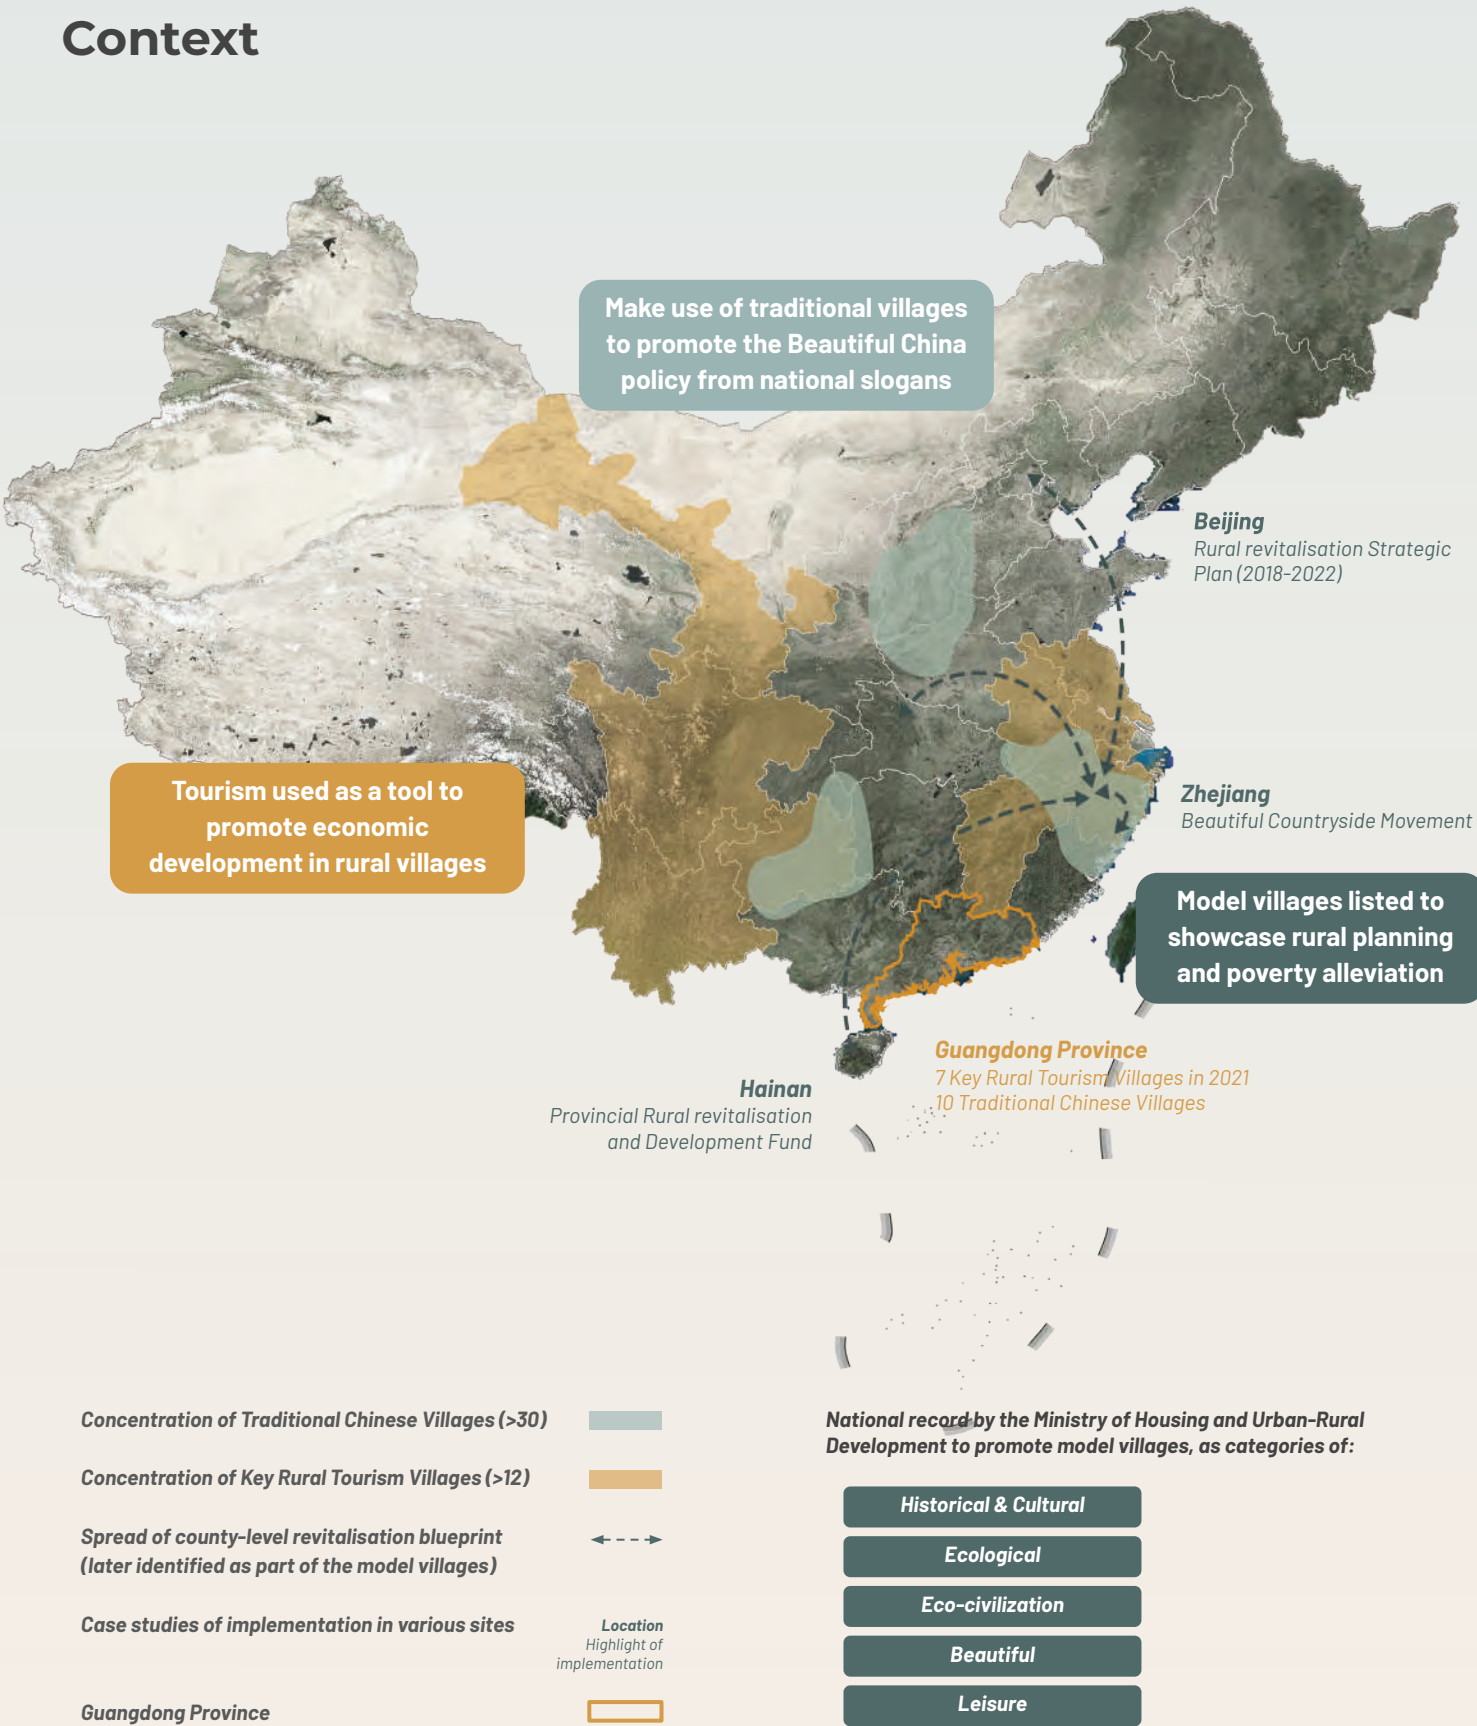 Context
Make use of traditional villages
to promote the Beautiful China
policy from national slogans
Beijing
Rural revitalisation Strategic
Plan (2018-2022)
Tourism used as a tool to
promote economic
development in rural villages
Zhejiang
Beautiful Countryside Movement
Model villages listed to
showcase rural planning
and poverty alleviation
Guangdong Province
7 Key Rural Tourism Villages in 2021
10 Traditional Chinese Villages
Hainan
Provincial Rural revitalisation
and Development Fund
Concentration of Traditional Chinese Villages (>30)
Concentration of Key Rural Tourism Villages (>12)
Spread of county-level revitalisation blueprint
(later identified as part of the model villages)
Case studies of implementation in various sites
Location
Highlight of
implementation
Guangdong Province
National record by the Ministry of Housing and Urban-Rural
Development to promote model villages, as categories of:
Historical & Cultural
Ecological
Eco-civilization
Beautiful
Leisure